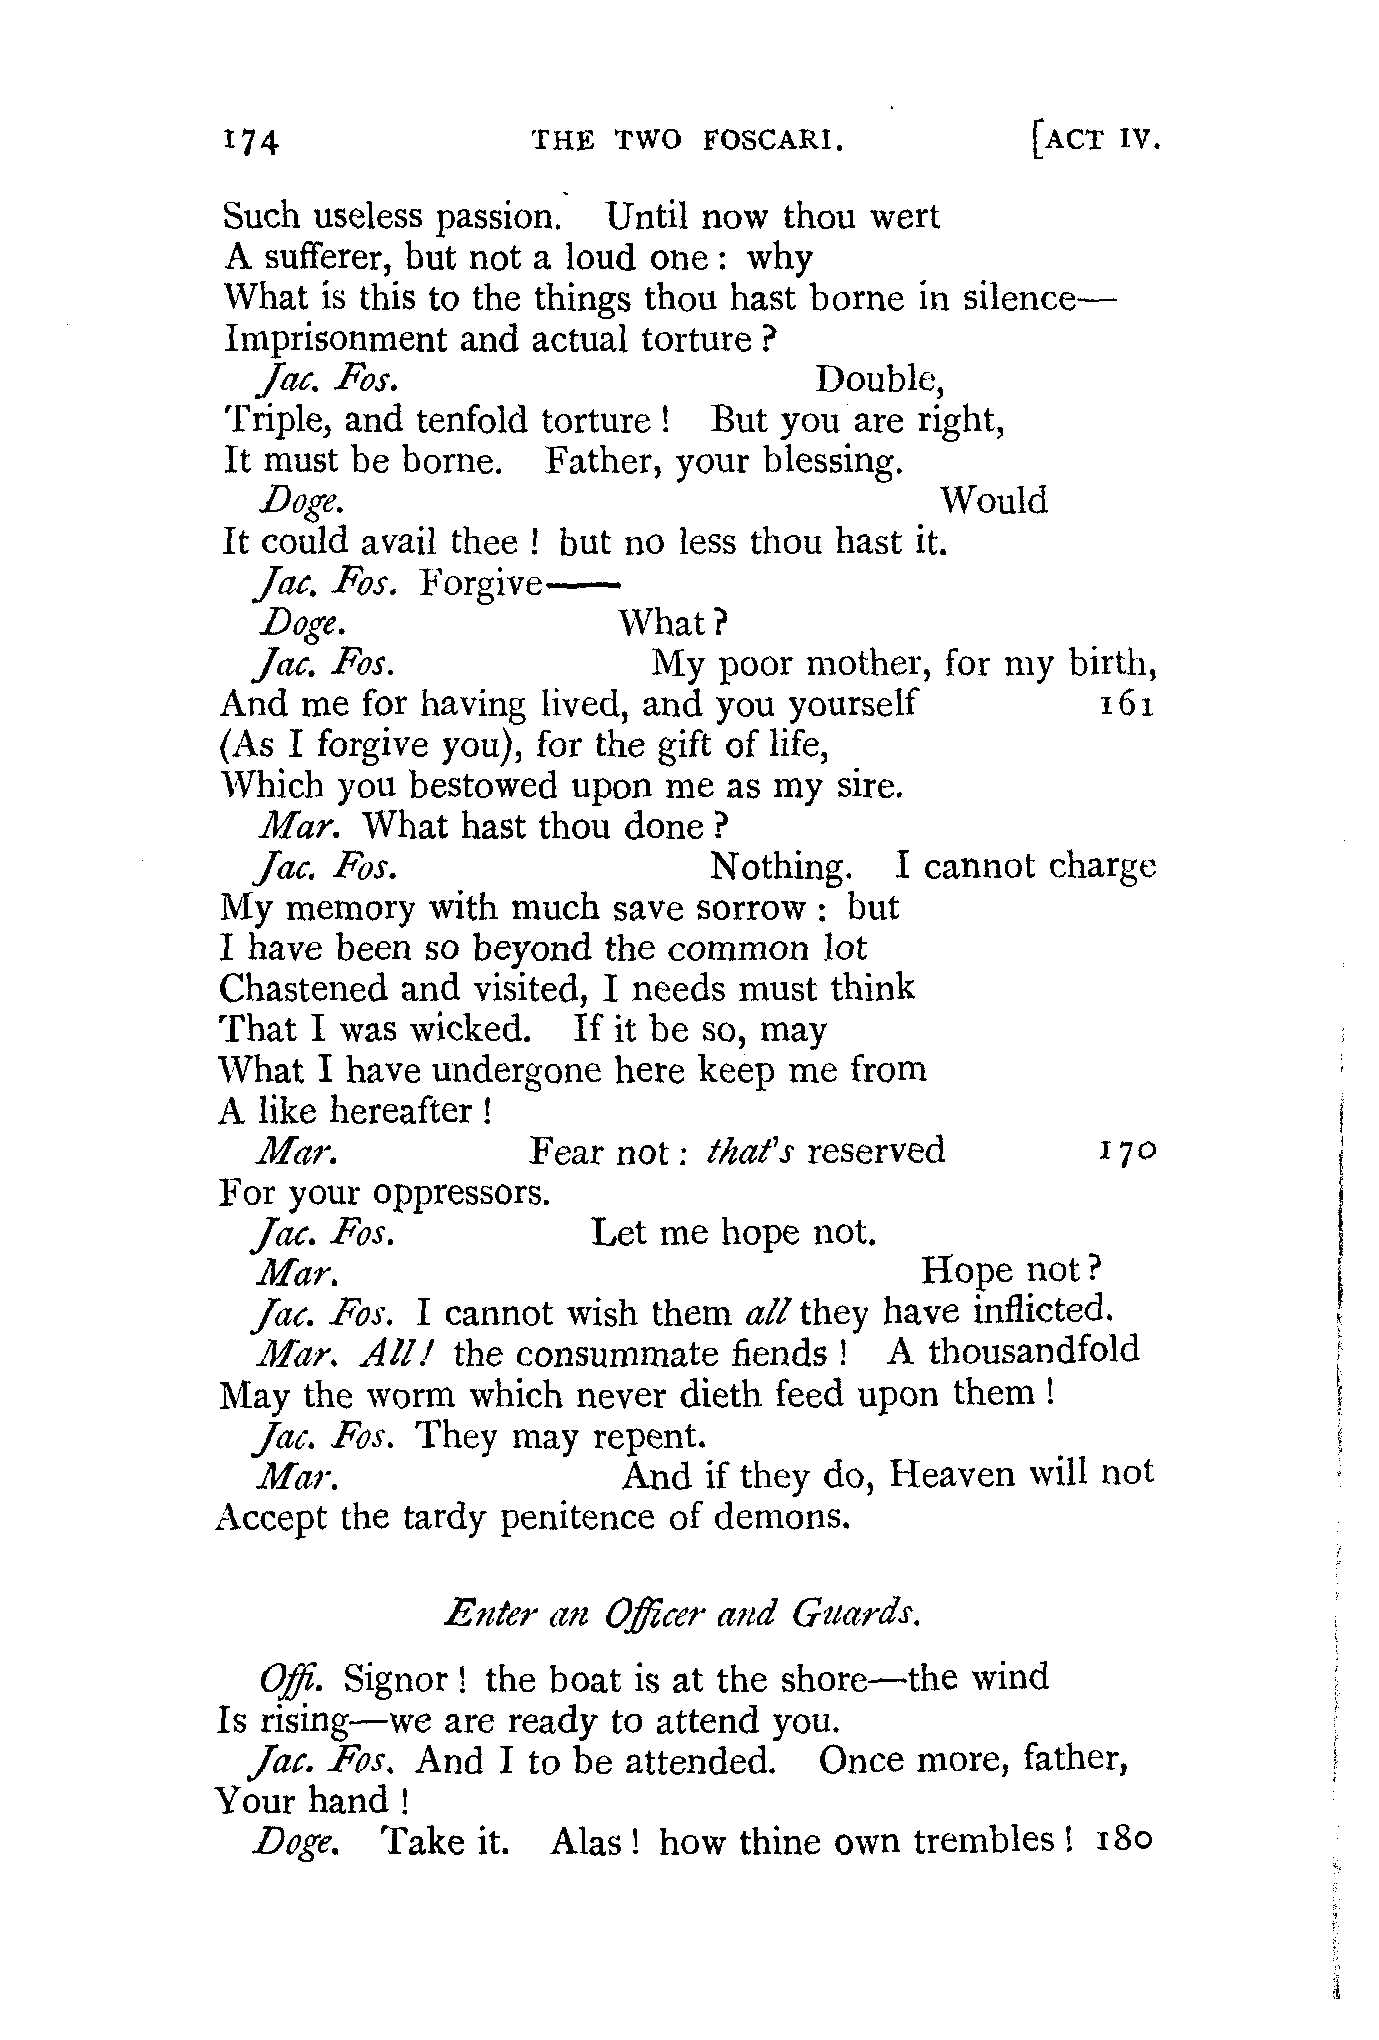 174 THE TWO FOSCARI. [ACT IV.
Such useless passion. Until now thou wert
A sufferer, but not a loud one : why
What is this to the things thou hast borne in silence—
Imprisonment and actual torture ?
Jac. Fos. Double,
Triple, and tenfold torture ! But you are right,
It must be borne. Father, your blessing.
Doge. Would
It could avail thee ! but no less thou hast it.
Jac. Fos. Forgive——
Doge. What ?
Jac. Fos. My poor mother, for my birth,
And me for having lived, and you yourself 161
(As I forgive you), for the gift of life,
Which you bestowed upon me as my sire.
Mar. What hast thou done ?
Jac. Fos. Nothing. I cannot charge
My memory with much save sorrow : but
I have been so beyond the common lot
Chastened and visited, I needs must think
That I was wicked. If it be so, may
What I have undergone here keep me from
A like hereafter !
Mar. Fear not : that's reserved 170
For your oppressors.
Jac. Fos. Let me hope not.
Mar. Hope not ?
Jac. Fos. I cannot wish them all they have inflicted.
Mar. All ! the consummate fiends ! A thousandfold
May the worm which never dieth feed upon them !
Jac. Fos. They may repent.
Mar. And if they do, Heaven will not
Accept the tardy penitence of demons.
Enter an Officer and Guards.
Offi. Signor ! the boat is at the shore—the wind
Is rising—we are ready to attend you.
Jac. Fos. And I to be attended. Once more, father,
Your hand !
Doge. Take it. Alas ! how thine own trembles ! 180